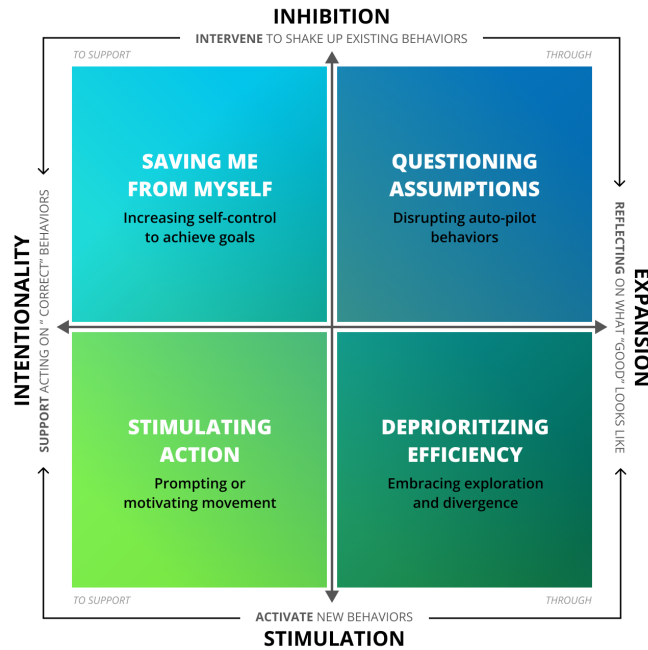 INHIBITION
INTERVENE TO SHAKE UP EXISTING BEHAVIORS
TO SUPPORT
THROUGH
SAVING ME
FROM MYSELF
Increasing self-control
to achieve goals
QUESTIONING
ASSUMPTIONS
Disrupting auto-pilot
behaviors
INTENTIONALITY
SUPPORT ACTING ON “ CORRECT” BEHAVIORS
REFLECTING ON WHAT “GOOD” LOOKS LIKE
EXPANSION
STIMULATING
ACTION
Prompting or
motivating movement
DEPRIORITIZING
EFFICIENCY
Embracing exploration
and divergence
TO SUPPORT
THROUGH
ACTIVATE NEW BEHAVIORS
STIMULATION